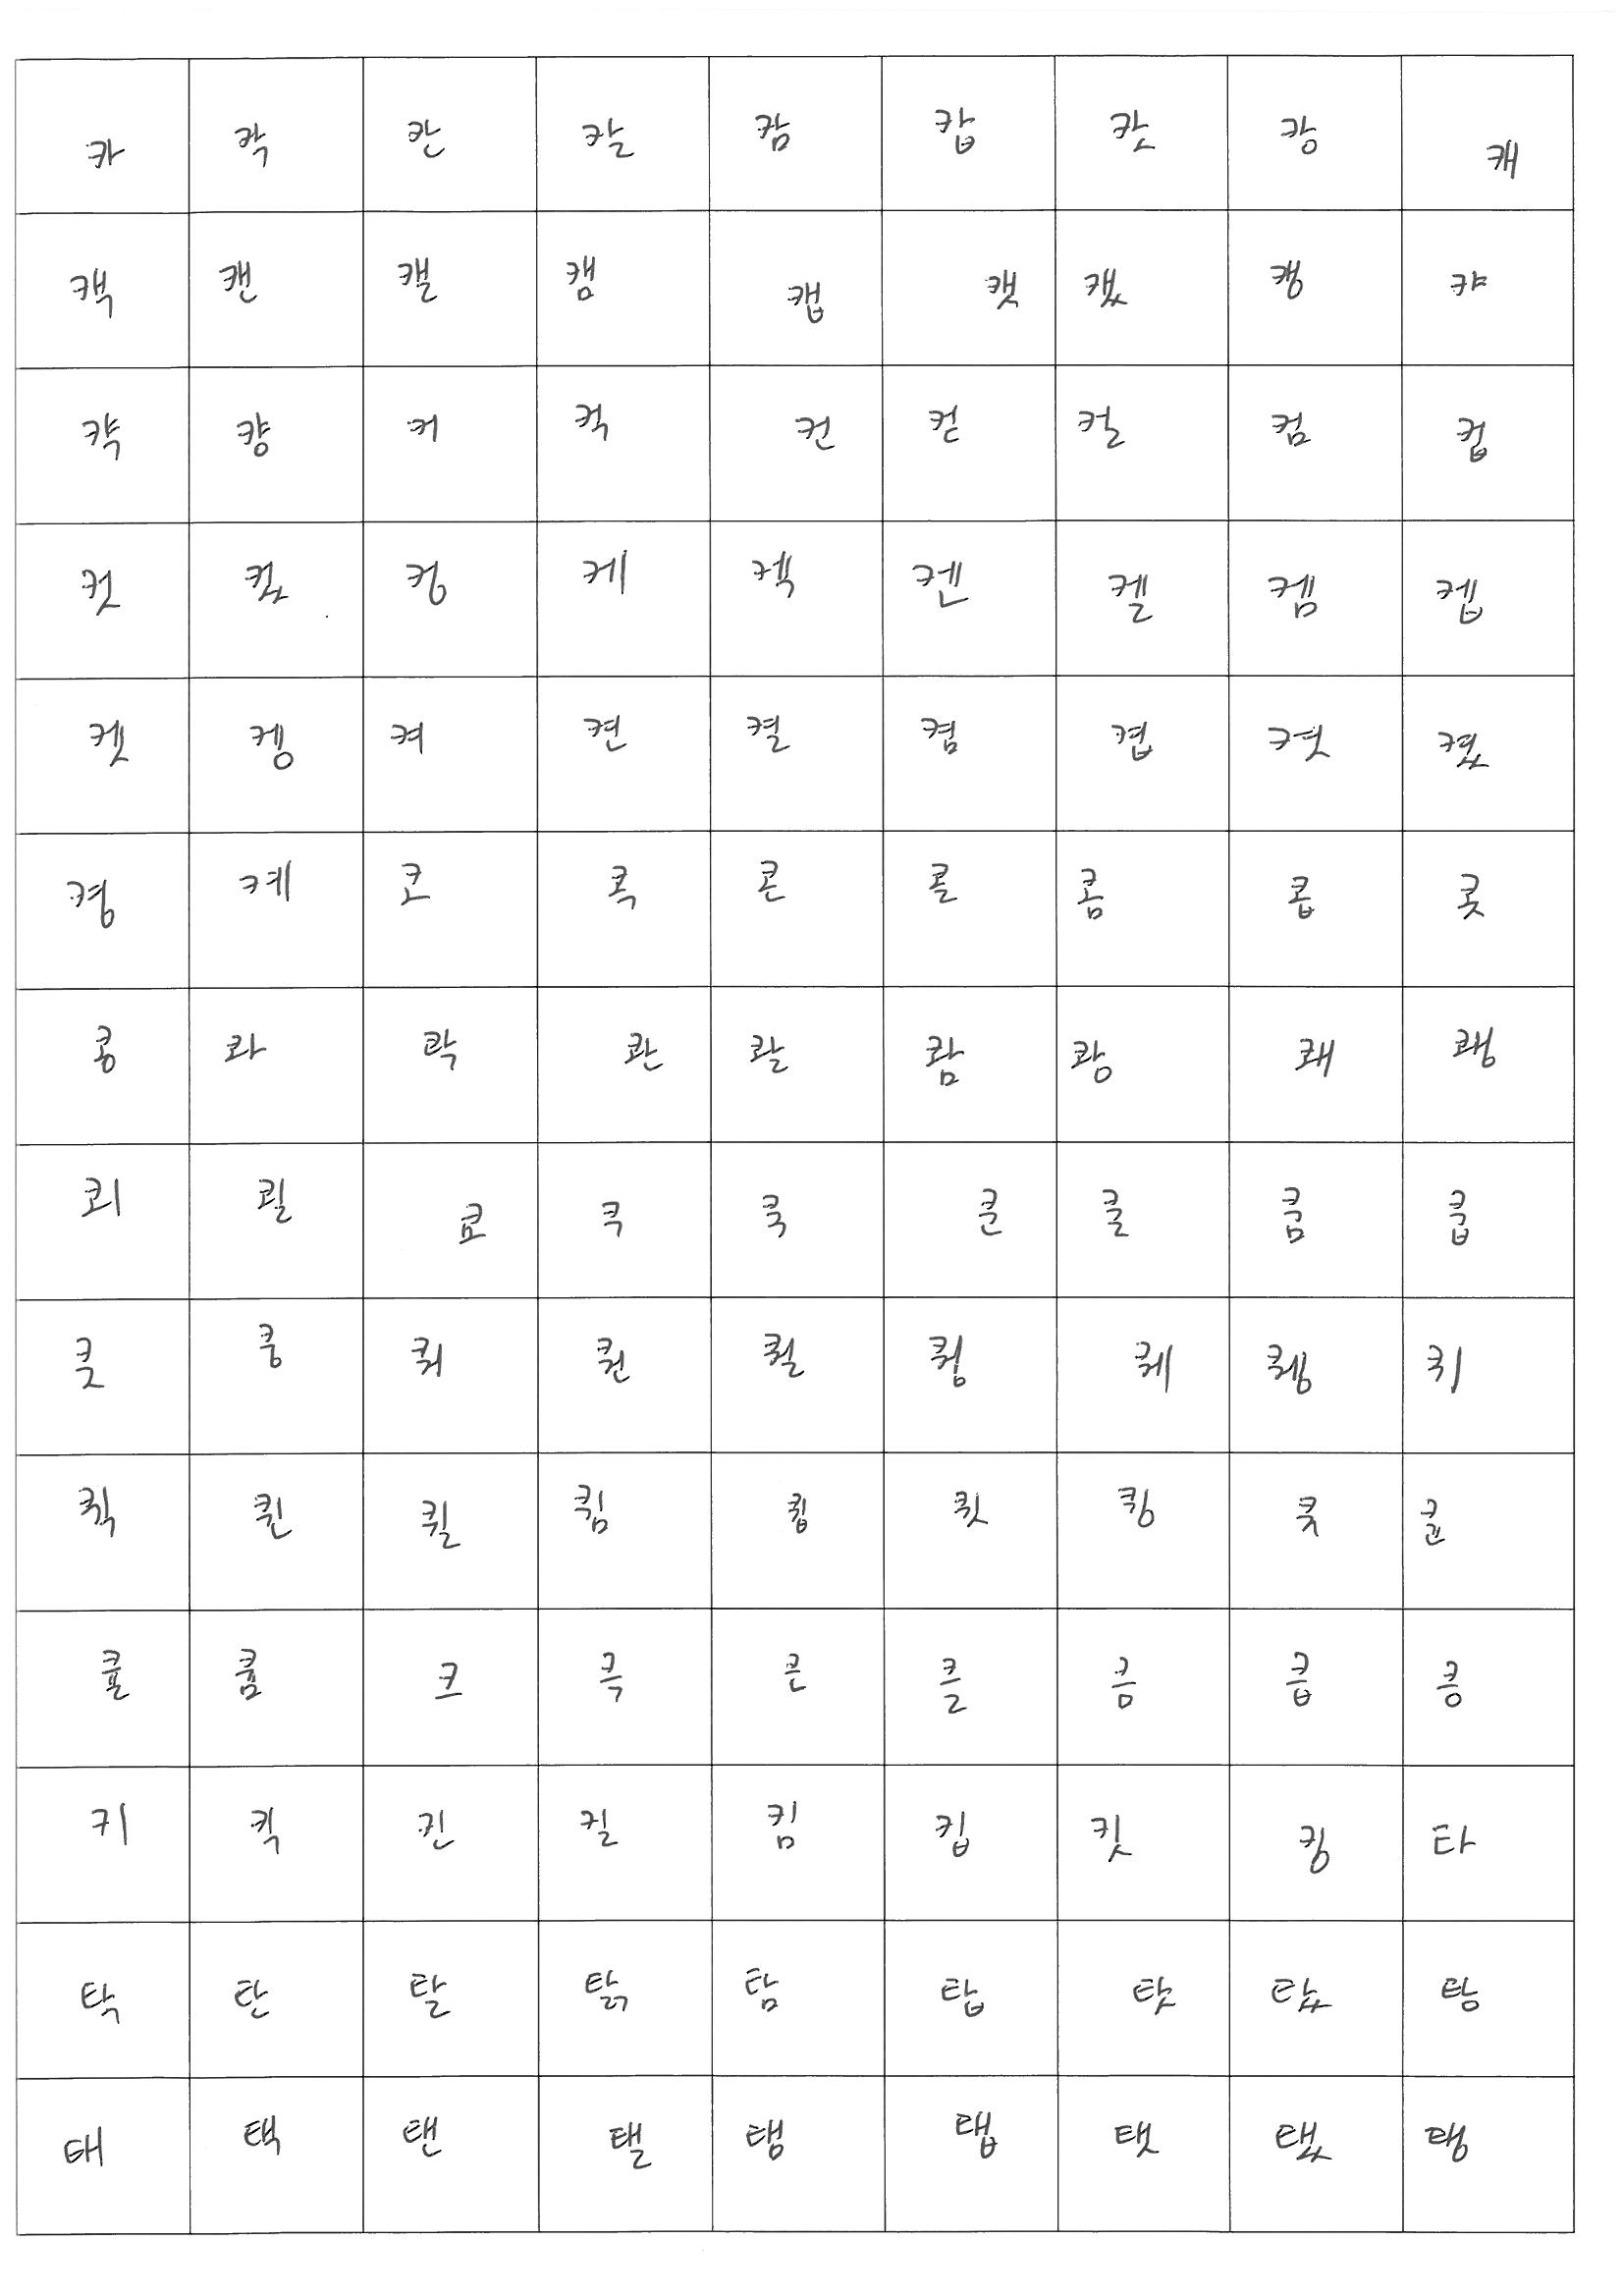 카 칵 칸 칼 캄 캅 캇 캉 캐
캑 캔 캘 캠 캡 캣 캤 캥 캬
캭 컁 커 컥 컨 컫 컬 컴 컵
컷 컸 컹 케 켁 켄 켈 켐 켑
켓 켕 켜 켠 켤 켬 켭 켯 켰
켱 켸 코 콕 콘 콜 콤 콥 콧
콩 콰 콱 콴 콸 쾀 쾅 쾌 쾡
쾨 쾰 쿄 쿠 쿡 쿤 쿨 쿰 쿱
쿳 쿵 쿼 퀀 퀄 퀑 퀘 퀭 퀴
퀵 퀸 퀼 큄 큅 큇 큉 큐 큔
큘 큠 크 큭 큰 클 큼 큽 킁
키 킥 킨 킬 킴 킵 킷 킹 타
탁 탄 탈 탉 탐 탑 탓 탔 탕
태 택 탠 탤 탬 탭 탯 탰 탱